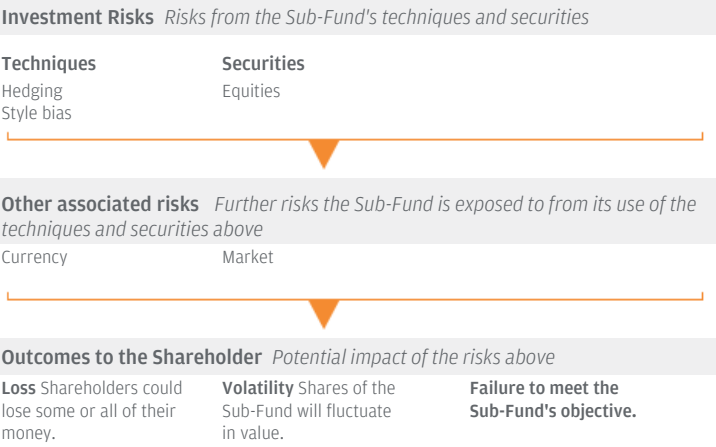 Investment Risks Risks from the Sub-Fund's techniques and securities
Techniques
Hedging
Style bias
Securities
Equities
Other associated risks Further risks the Sub-Fund is exposed to from its use of the
techniques and securities above
Currency
Market
Outcomes to the Shareholder Potential impact of the risks above
Loss Shareholders could
lose some or all of their
money.
Volatility Shares of the
Sub-Fund will fluctuate
in value.
Failure to meet the
Sub-Fund's objective.